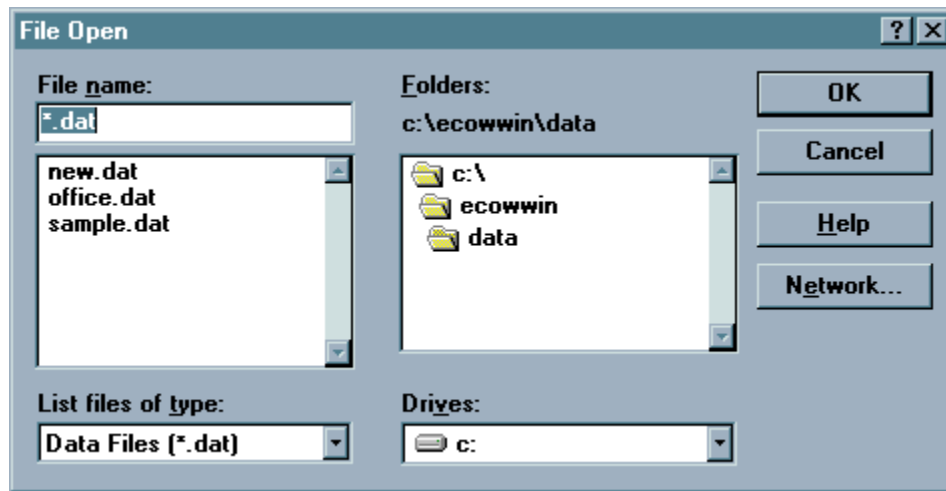 File Open
File name:
*.dat
new.dat
office.dat
sample.dat
List files of type:
Data Files (*.dat)
Folders:
c:\ecowwin\data
c:\
ecowwin
data
Drives:
c:
OK
Cancel
Help
Network...